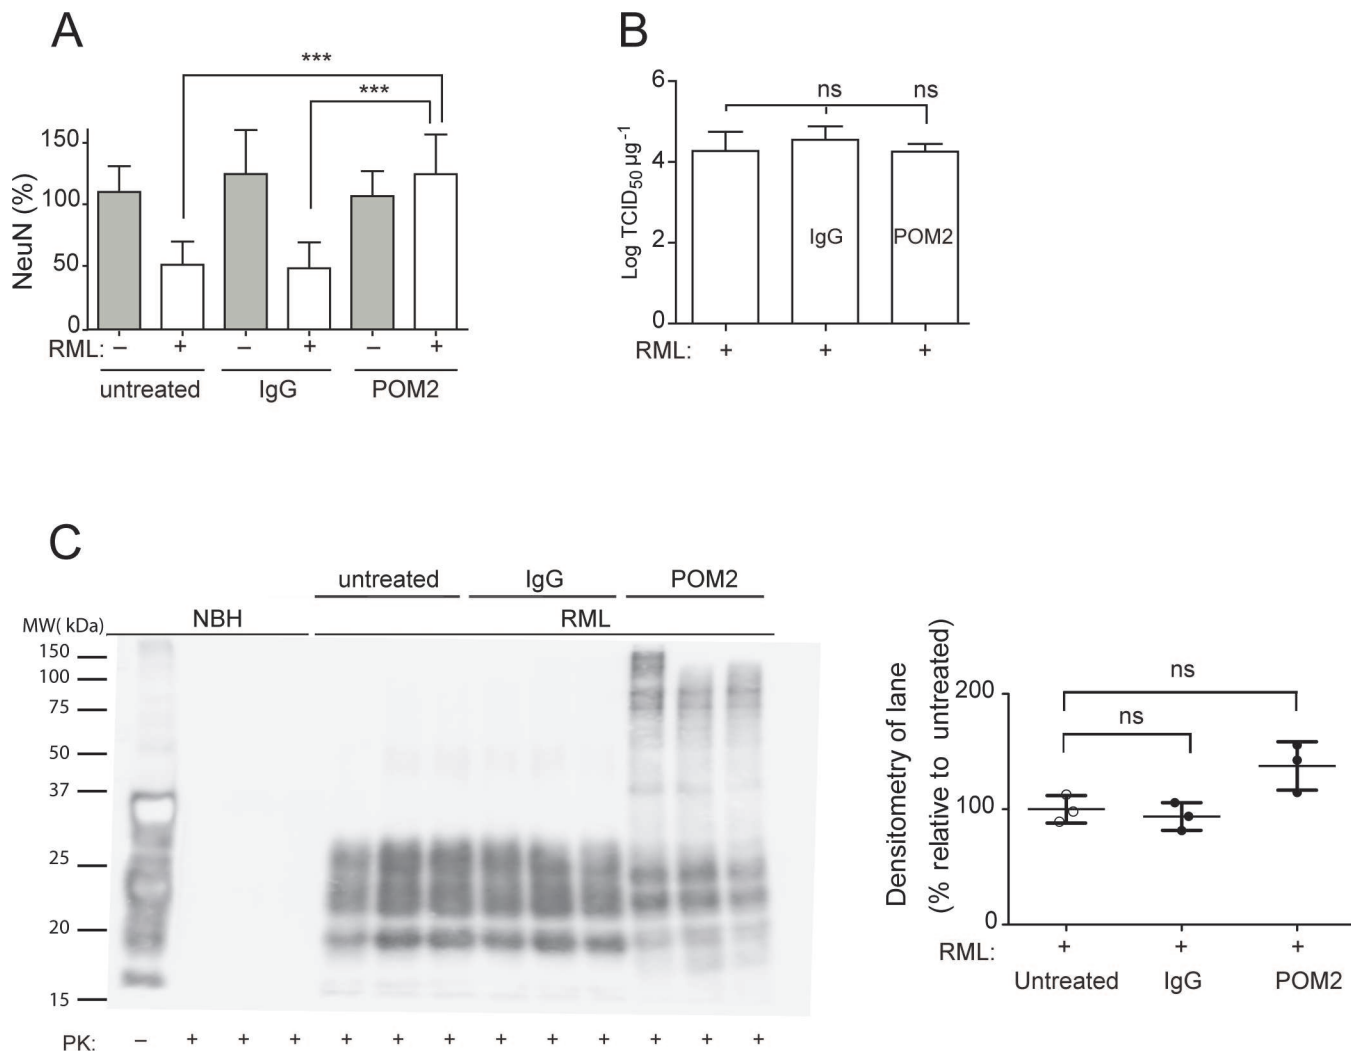 A
***
***
NeuN (%)
150
100
50
0
RML: – + – + – +
untreated IgG POM2
B
Log TCID50 µg-1
6
4
2
0
ns ns
IgG POM2
RML: + + +
C
untreated IgG POM2
NBH RML
MW( kDa)
150
100
75
50
37
25
20
15
PK: – + + + + + + + + + + + +
Densitometry of lane
(% relative to untreated)
200
100
0
ns
ns
RML: + + +
Untreated IgG POM2